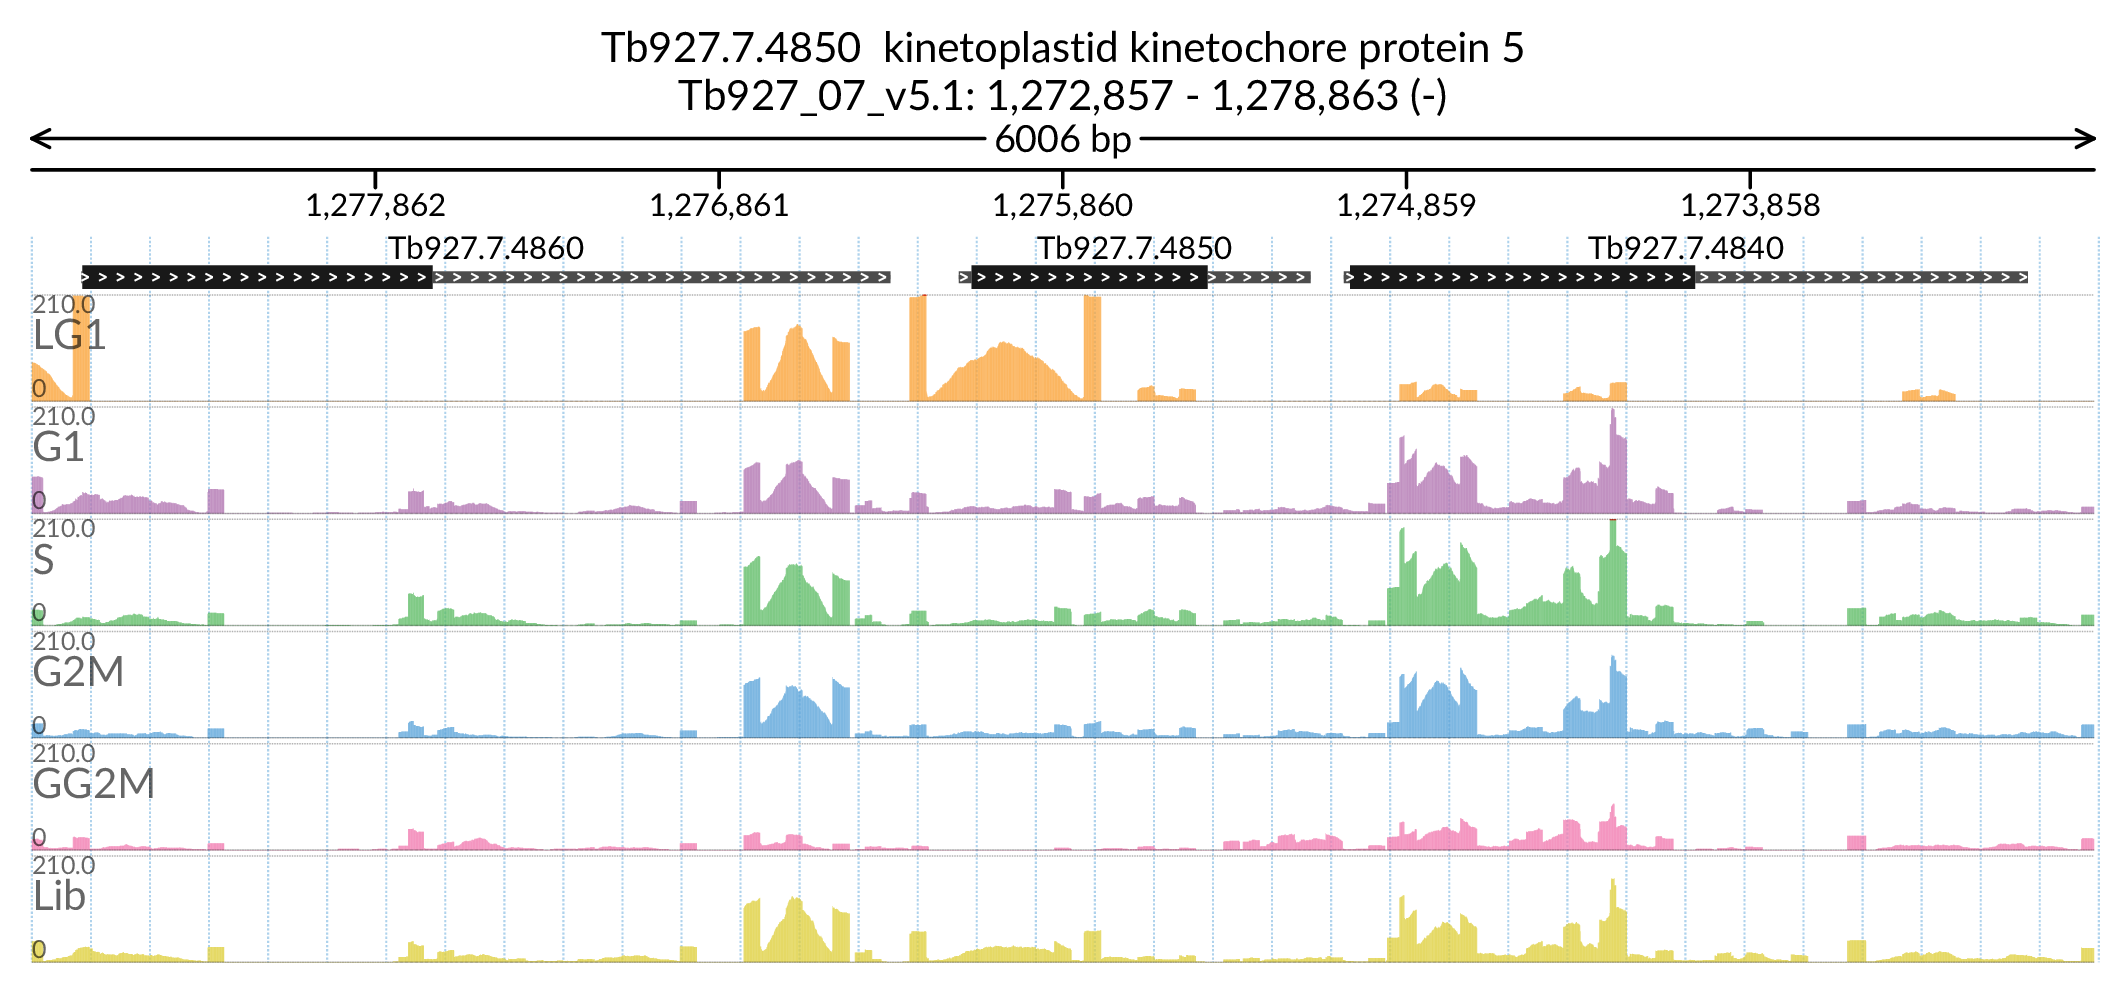 Tb927.7.4850 kinetoplastid kinetochore protein 5
Tb927_07_v5.1: 1,272,857 - 1,278,863 (-)
6006 bp
1,277,862 1,276,861 1,275,860 1,274,859 1,273,858
Tb927.7.4860 Tb927.7.4850 Tb927.7.4840
210.0
LG1
0
210.0
G1
0
210.0
S
0
210.0
G2M
0
210.0
GG2M
0
210.0
Lib
0